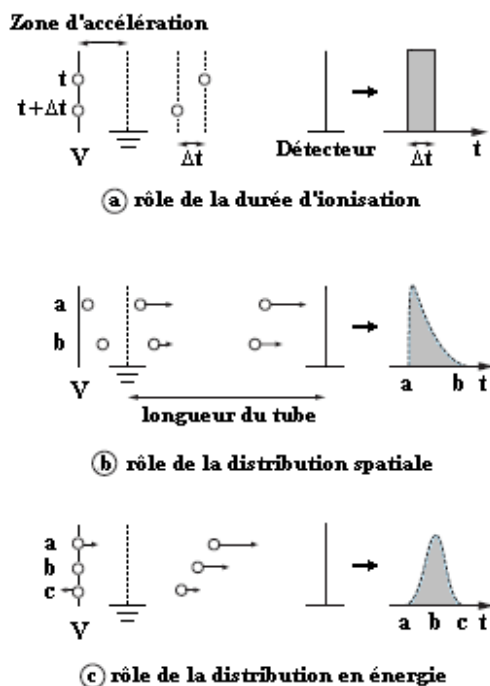 Zone d'accélération
t
t+Δt
V
Δt
Détecteur
Δt
t
a rôle de la durée d'ionisation
a
b
V
longueur du tube
a b t
b rôle de la distribution spatiale
a
b
c
V
a b c t
c rôle de la distribution en énergie